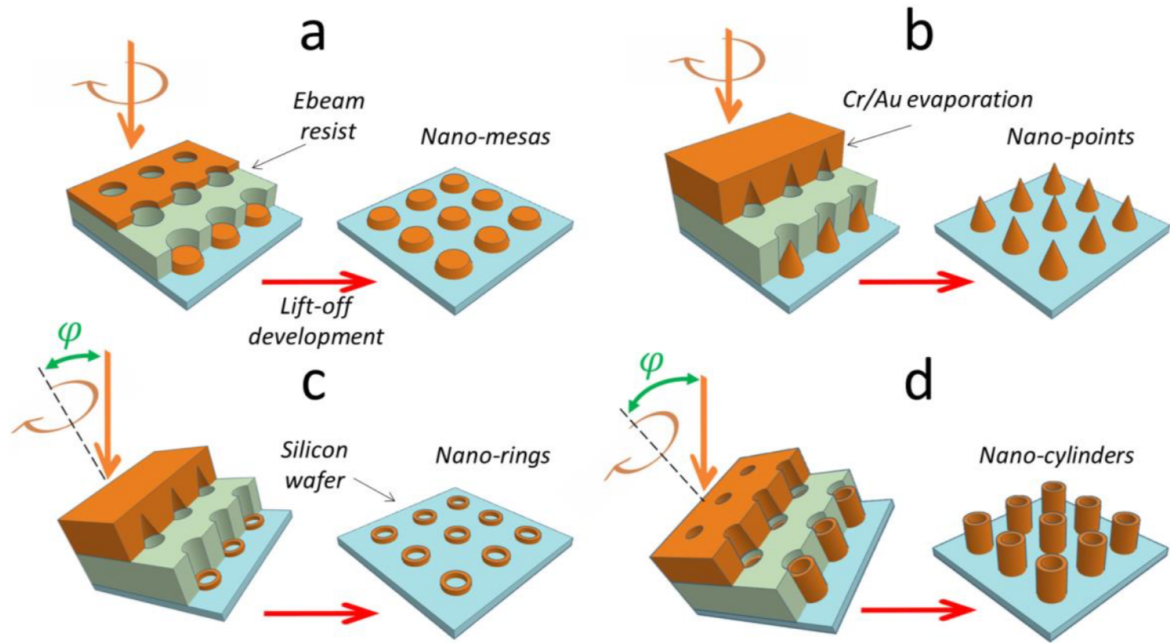 a
Ebeam
resist
Nano-mesas
Lift-off
development
b
Cr/Au evaporation
Nano-points
φ
c
Silicon
wafer
Nano-rings
φ
d
Nano-cylinders